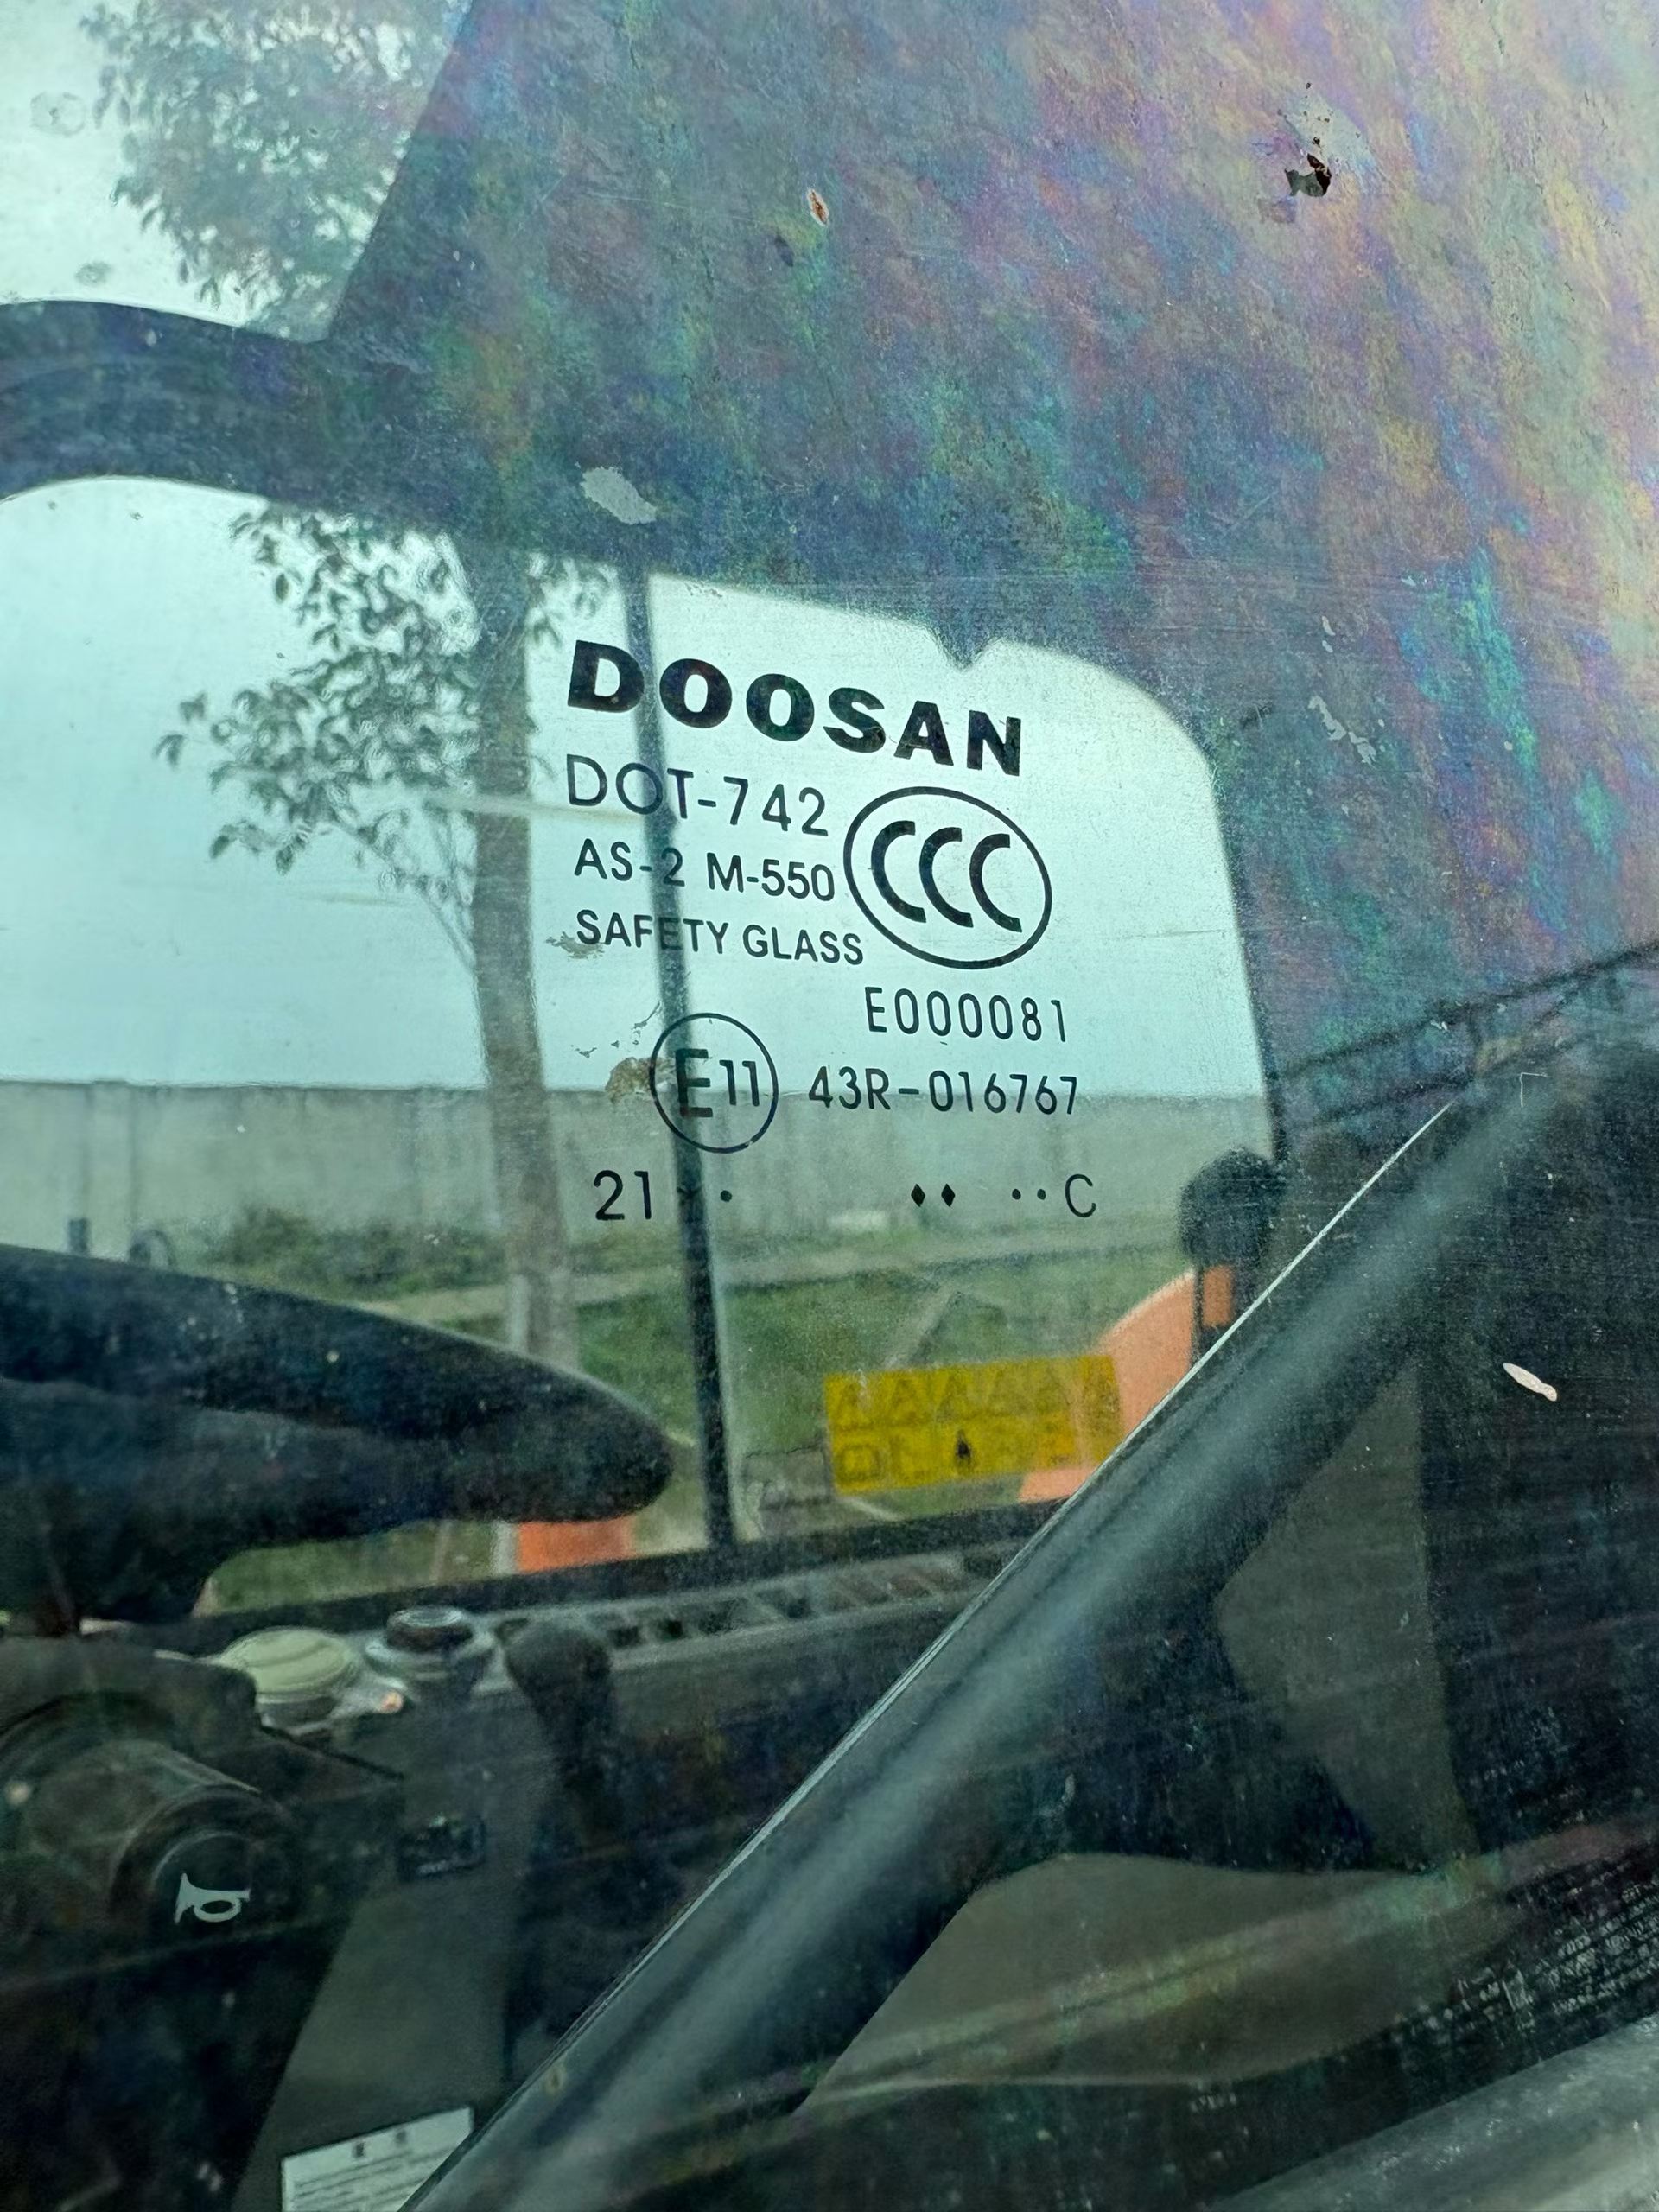 DOOSAN
DOT-742
AS-2 M-550
CCC
SAFETY GLASS
E000081
E11 43R-016767
21 •• ♦♦ •• C